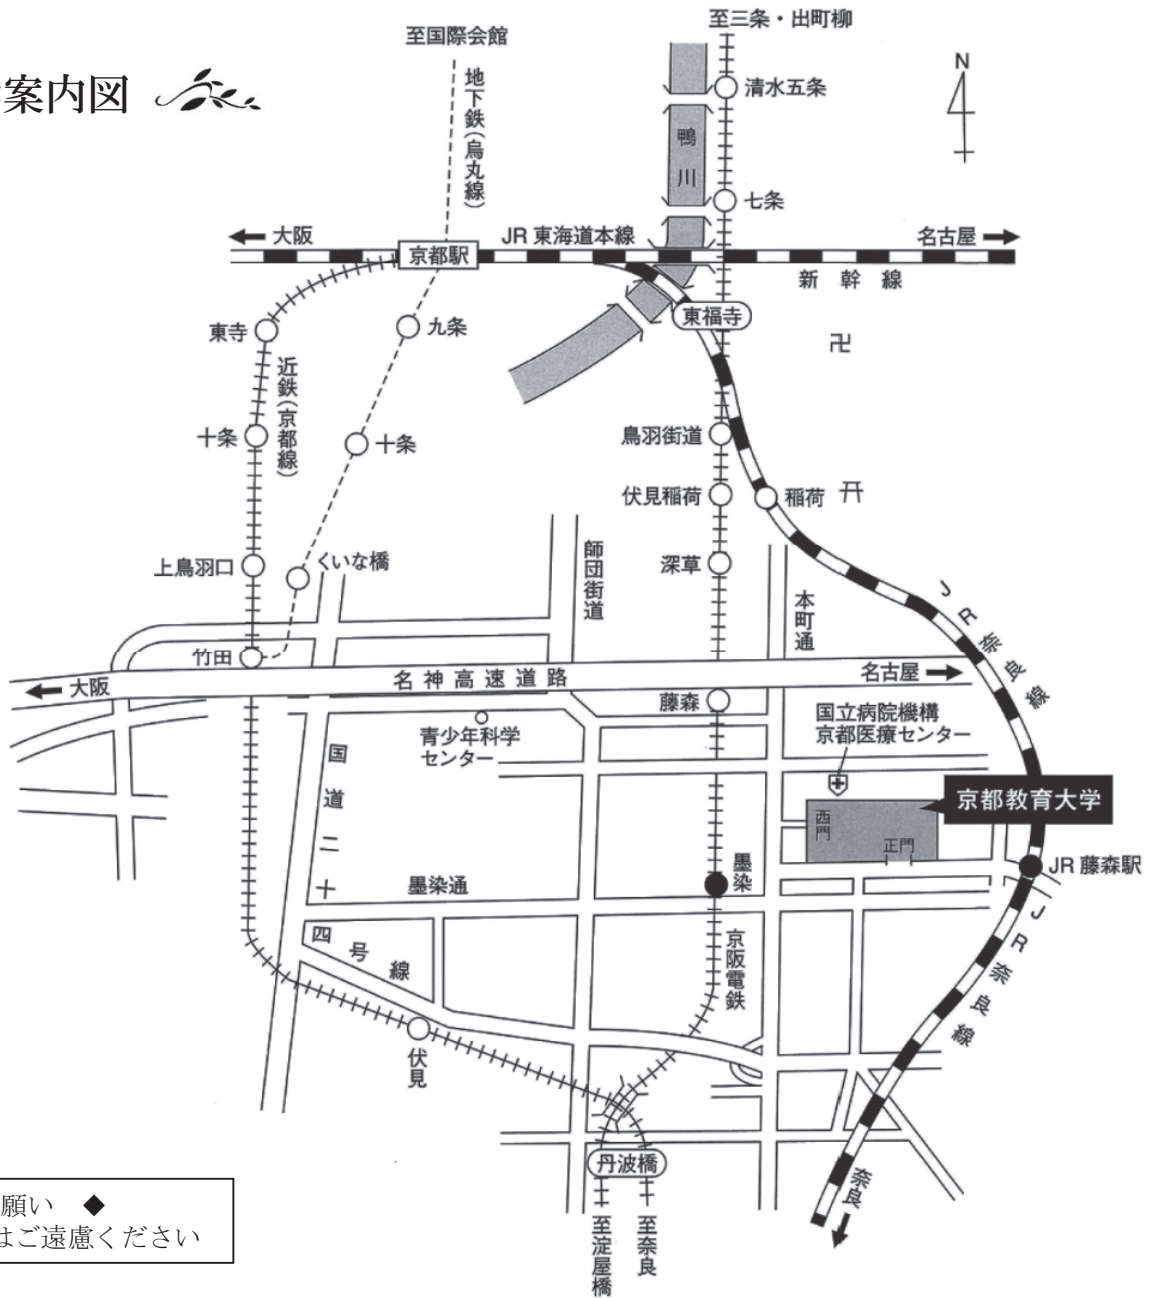 至三条・出町柳
至国際会館
案内図
N
地下鉄(烏丸線)
清水五条
鴨川
七条
大阪
JR 東海道本線
名古屋
京都駅
新幹線
東福寺
東寺
九条
卍
近鉄(京都線)
十条
十条
鳥羽街道
伏見稲荷
稲荷
上鳥羽口
くいな橋
師団街道
深草
本町通
JR奈良線
竹田
名神高速道路
名古屋
大阪
藤森
国立病院機構
京都医療センター
青少年科学
センター
国道二十四号線
京都教育大学
西門
正門
墨染
JR 藤森駅
墨染通
京阪電鉄
JR奈良線
伏見
丹波橋
奈良
至淀屋橋
至奈良
願い ◆
はご遠慮ください